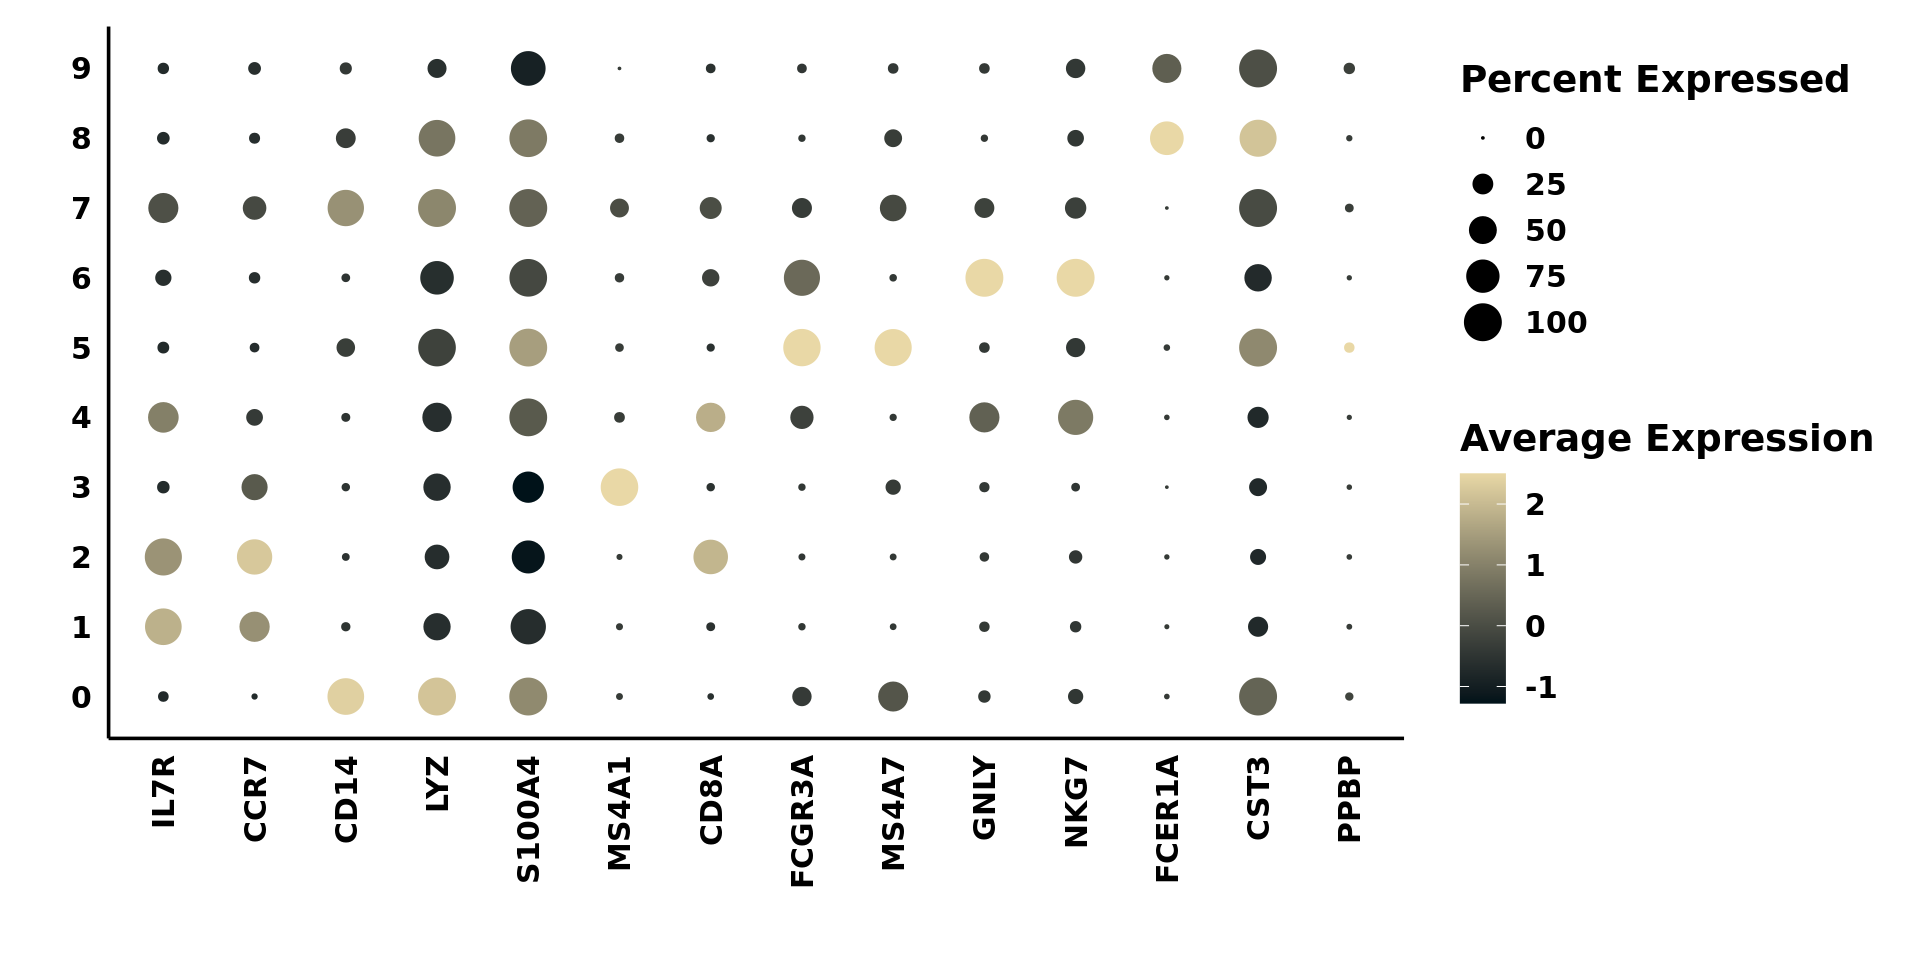 9
8
7
6
5
4
3
2
1
0
IL7R
CCR7
CD14
LYZ
S100A4
MS4A1
CD8A
FCGR3A
MS4A7
GNLY
NKG7
FCER1A
CST3
PPBP
Percent Expressed
0
25
50
75
100
Average Expression
2
1
0
-1